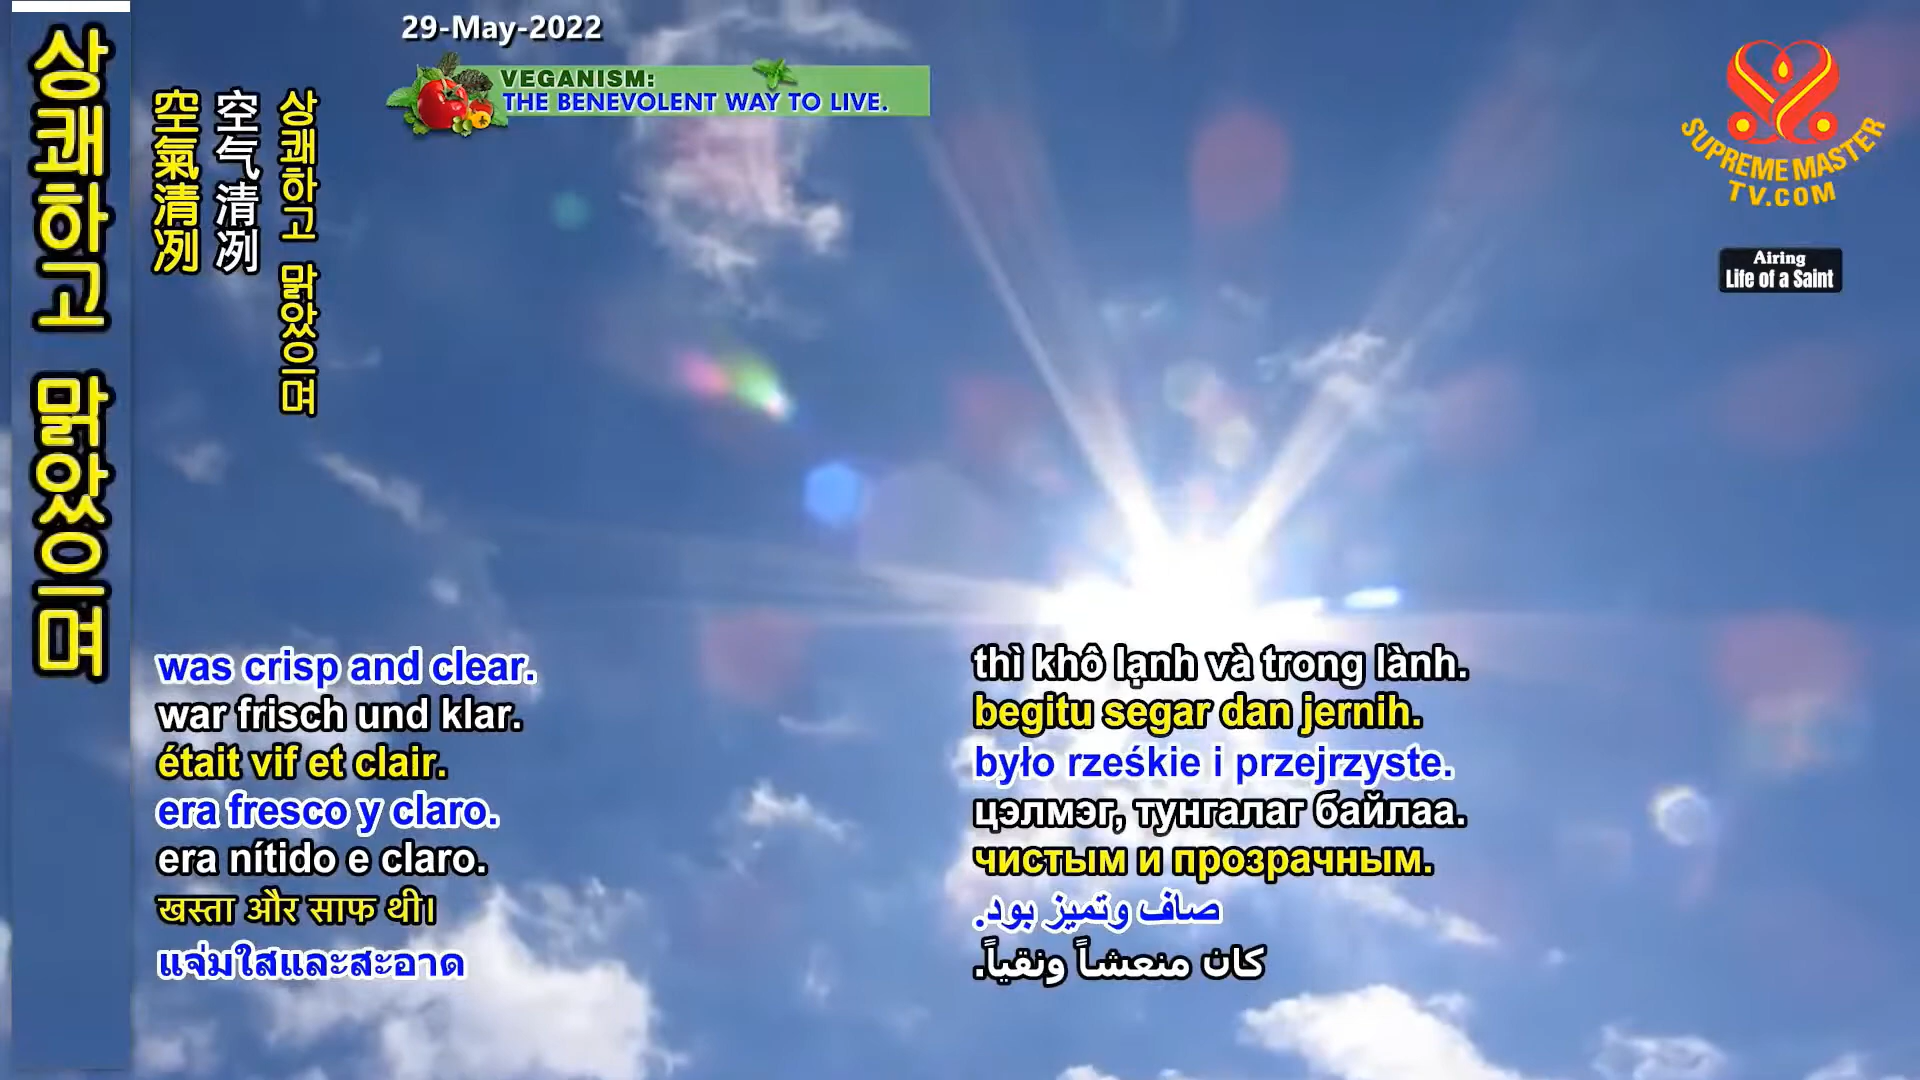 29-May-2022
VEGANISM:
THE BENEVOLENT WAY TO LIVE.
SUPREME MASTER
TV.COM
Airing
Life of a Saint
상쾌하고 맑았으며
空氣清冽
空气清冽
상쾌하고 맑았으며
was crisp and clear.
war frisch und klar.
était vif et clair.
era fresco y claro.
era nítido e claro.
खस्ता और साफ थी।
แจ่มใสและสะอาด
thì khô lạnh và trong lành.
begitu segar dan jernih.
było rześkie i przejrzyste.
цэлмэг, тунгалаг байлаа.
чистым и прозрачным.
صاف وتمیز بود.
كان منعشاً ونقياً.